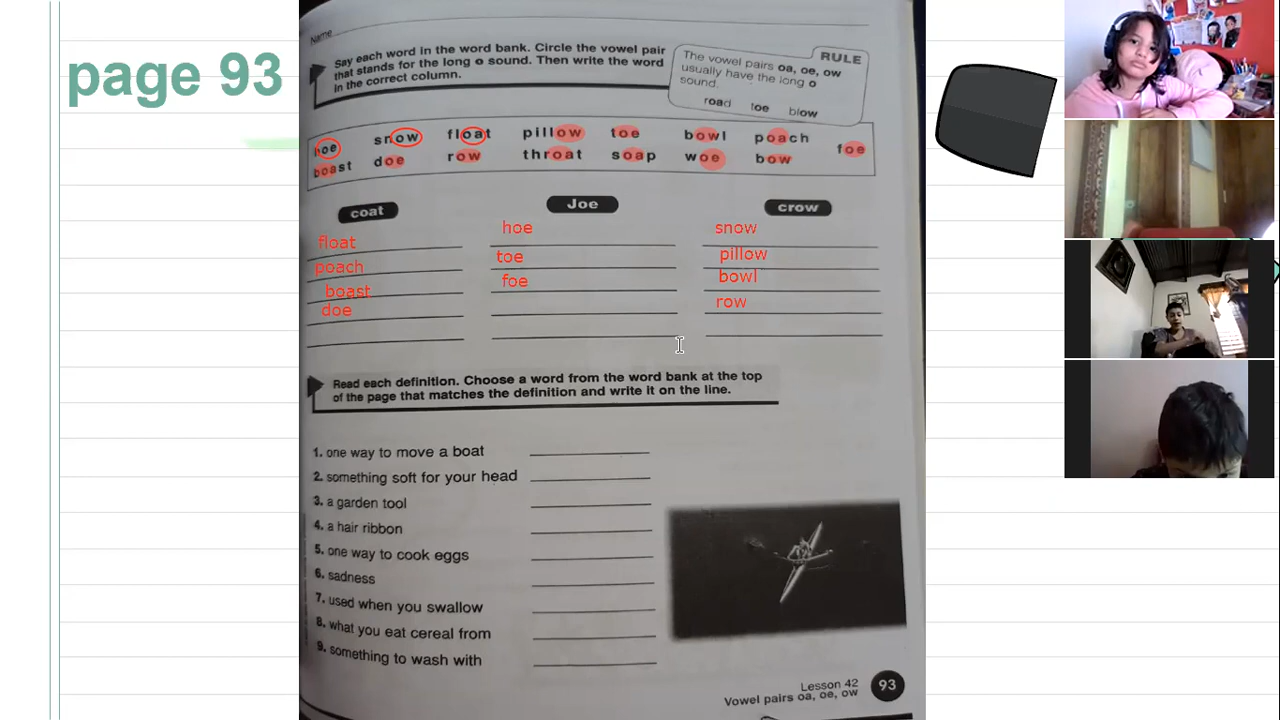 page 93
Name
Say each word in the word bank. Circle the vowel pair
that stands for the long o sound. Then write the word
in the correct column.
RULE
The vowel pairs oa, oe, ow
usually have the long o
sound.
road toe blow
hoe snow float pillow toe bowl poach foe
boast doe row throat soap woe bow
coat Joe crow
float hoe snow
poach toe pillow
boast foe bowl
doe row
Read each definition. Choose a word from the word bank at the top
of the page that matches the definition and write it on the line.
1. one way to move a boat
2. something soft for your head
3. a garden tool
4. a hair ribbon
5. one way to cook eggs
6. sadness
7. used when you swallow
8. what you eat cereal from
9. something to wash with
Lesson 42
Vowel pairs oa, oe, ow
93